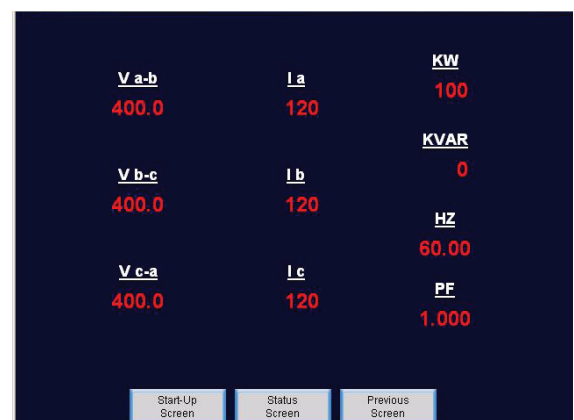 KW
V a-b I a
100
400.0 120
KVAR
V b-c I b
0
400.0 120
HZ
60.00
V c-a I c
PF
400.0 120
1.000
Start-Up Screen
Status Screen
Previous Screen